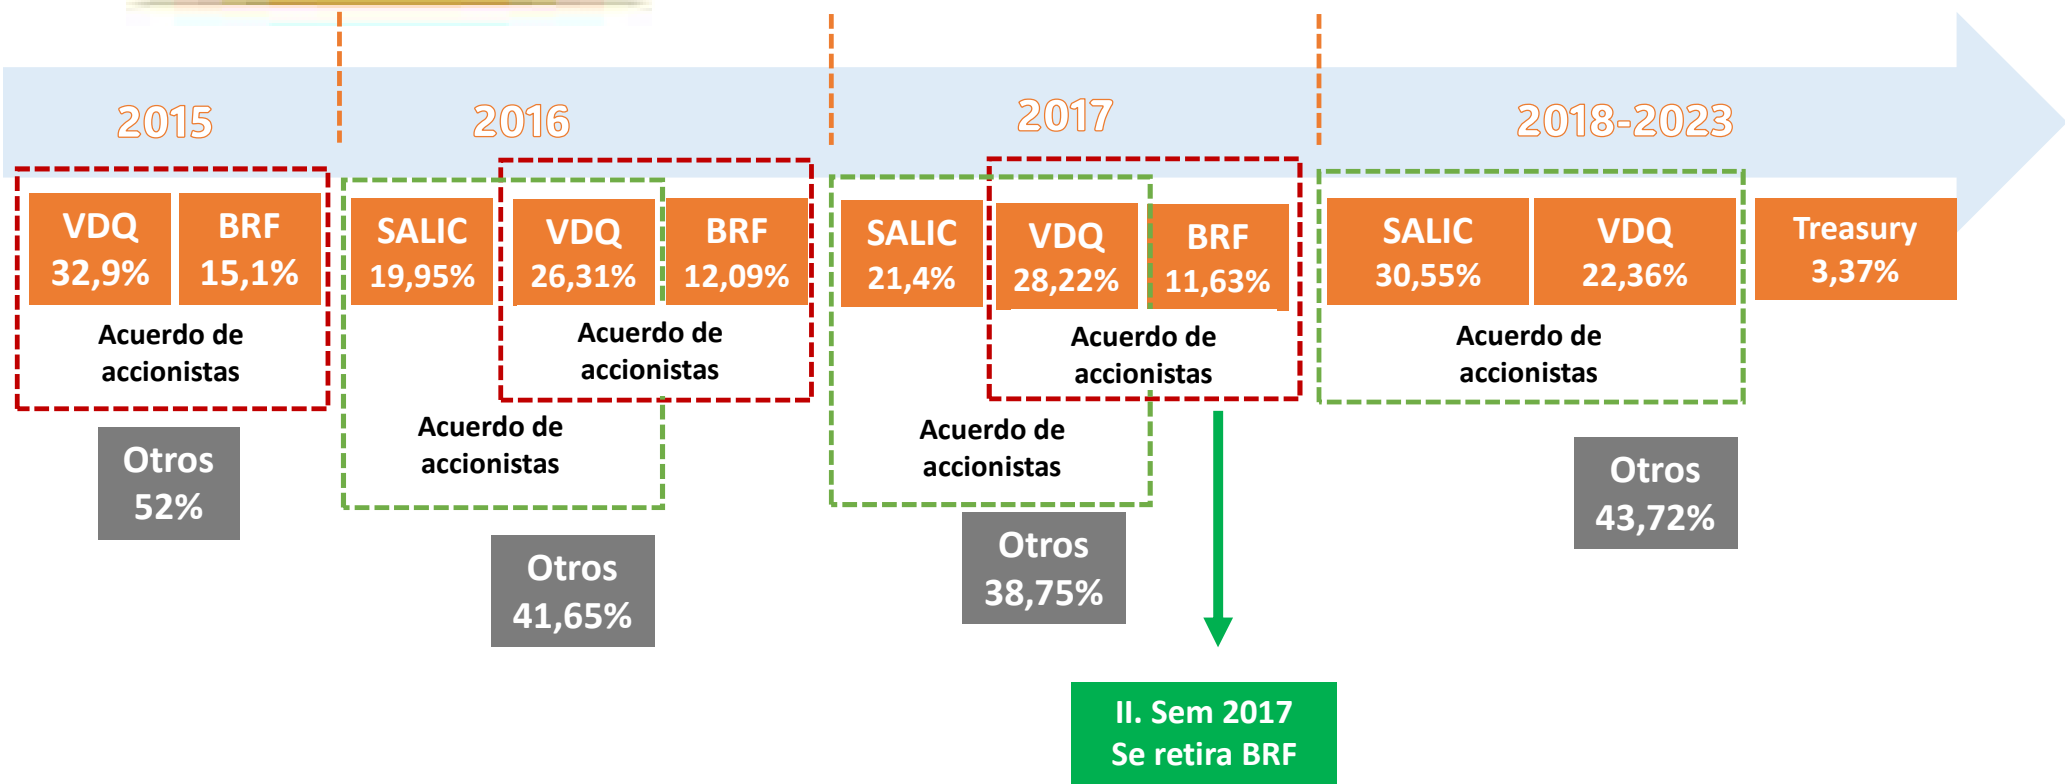 2015
2016
2017
2018-2023
VDQ
32,9%
BRF
15,1%
Acuerdo de
accionistas
Otros
52%
SALIC
19,95%
VDQ
26,31%
BRF
12,09%
Acuerdo de
accionistas
Acuerdo de
accionistas
Otros
41,65%
SALIC
21,4%
VDQ
28,22%
BRF
11,63%
Acuerdo de
accionistas
Acuerdo de
accionistas
Otros
38,75%
II. Sem 2017
Se retira BRF
SALIC
30,55%
VDQ
22,36%
Treasury
3,37%
Acuerdo de
accionistas
Otros
43,72%